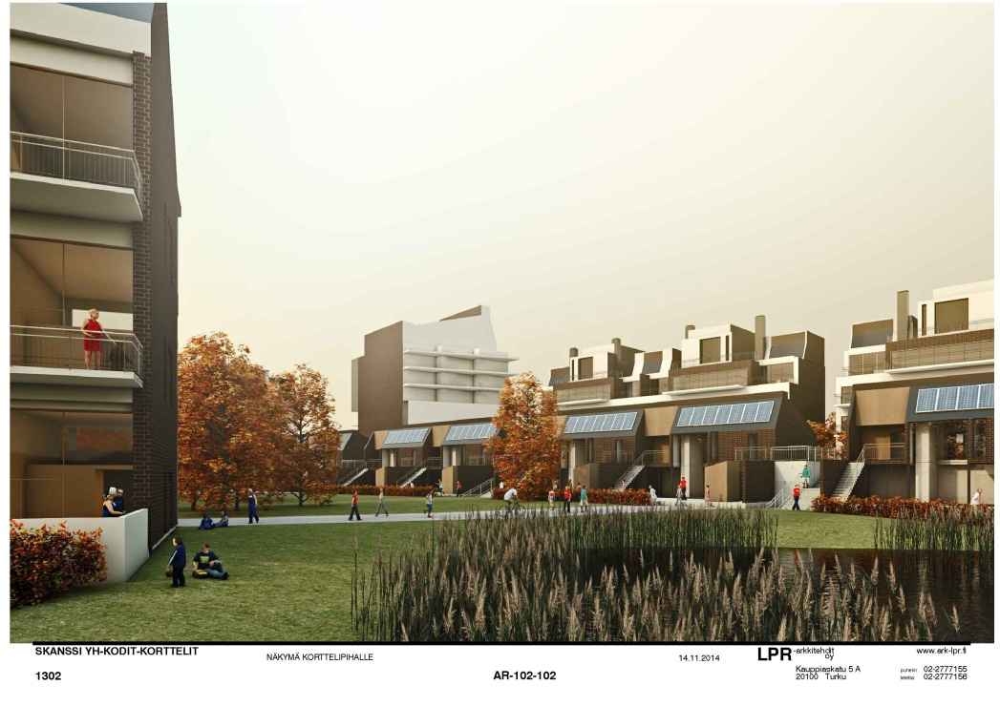 SKANSSI YH-KODIT-KORTTELIT
NÄKYMÄ KORTTELIPIHALLE
14.11.2014
LPR -arkkitehdit oy
www.ark-lpr.fi
1302
AR-102-102
Kauppiaskatu 5 A
20100 Turku
puhelin 02-2777155
telefax 02-2777156